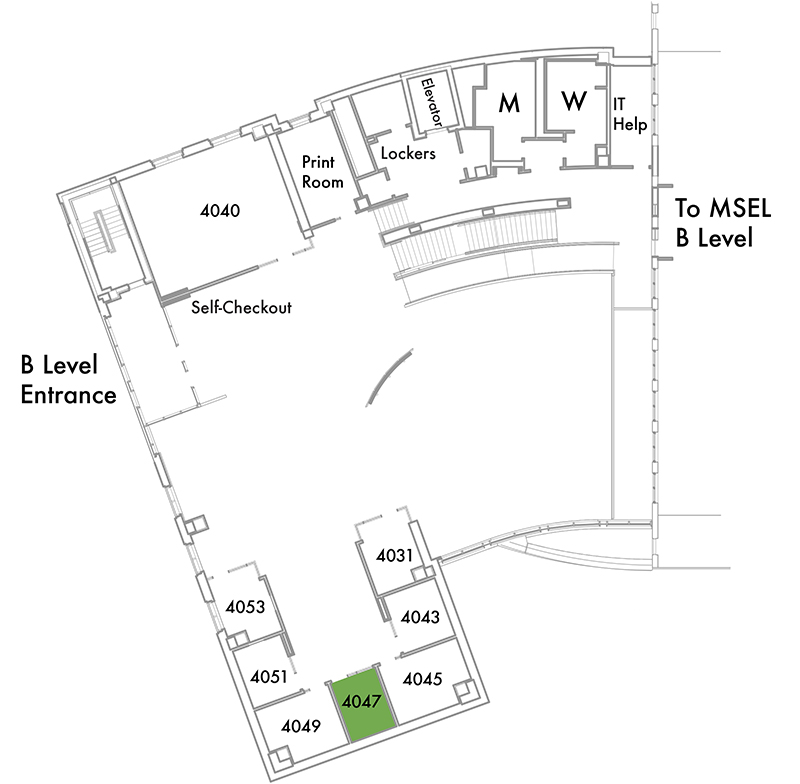 Elevator
M
W
IT
Help
Print
Room
Lockers
4040
To MSEL
B Level
Self-Checkout
B Level
Entrance
4031
4053
4043
4051
4045
4047
4049